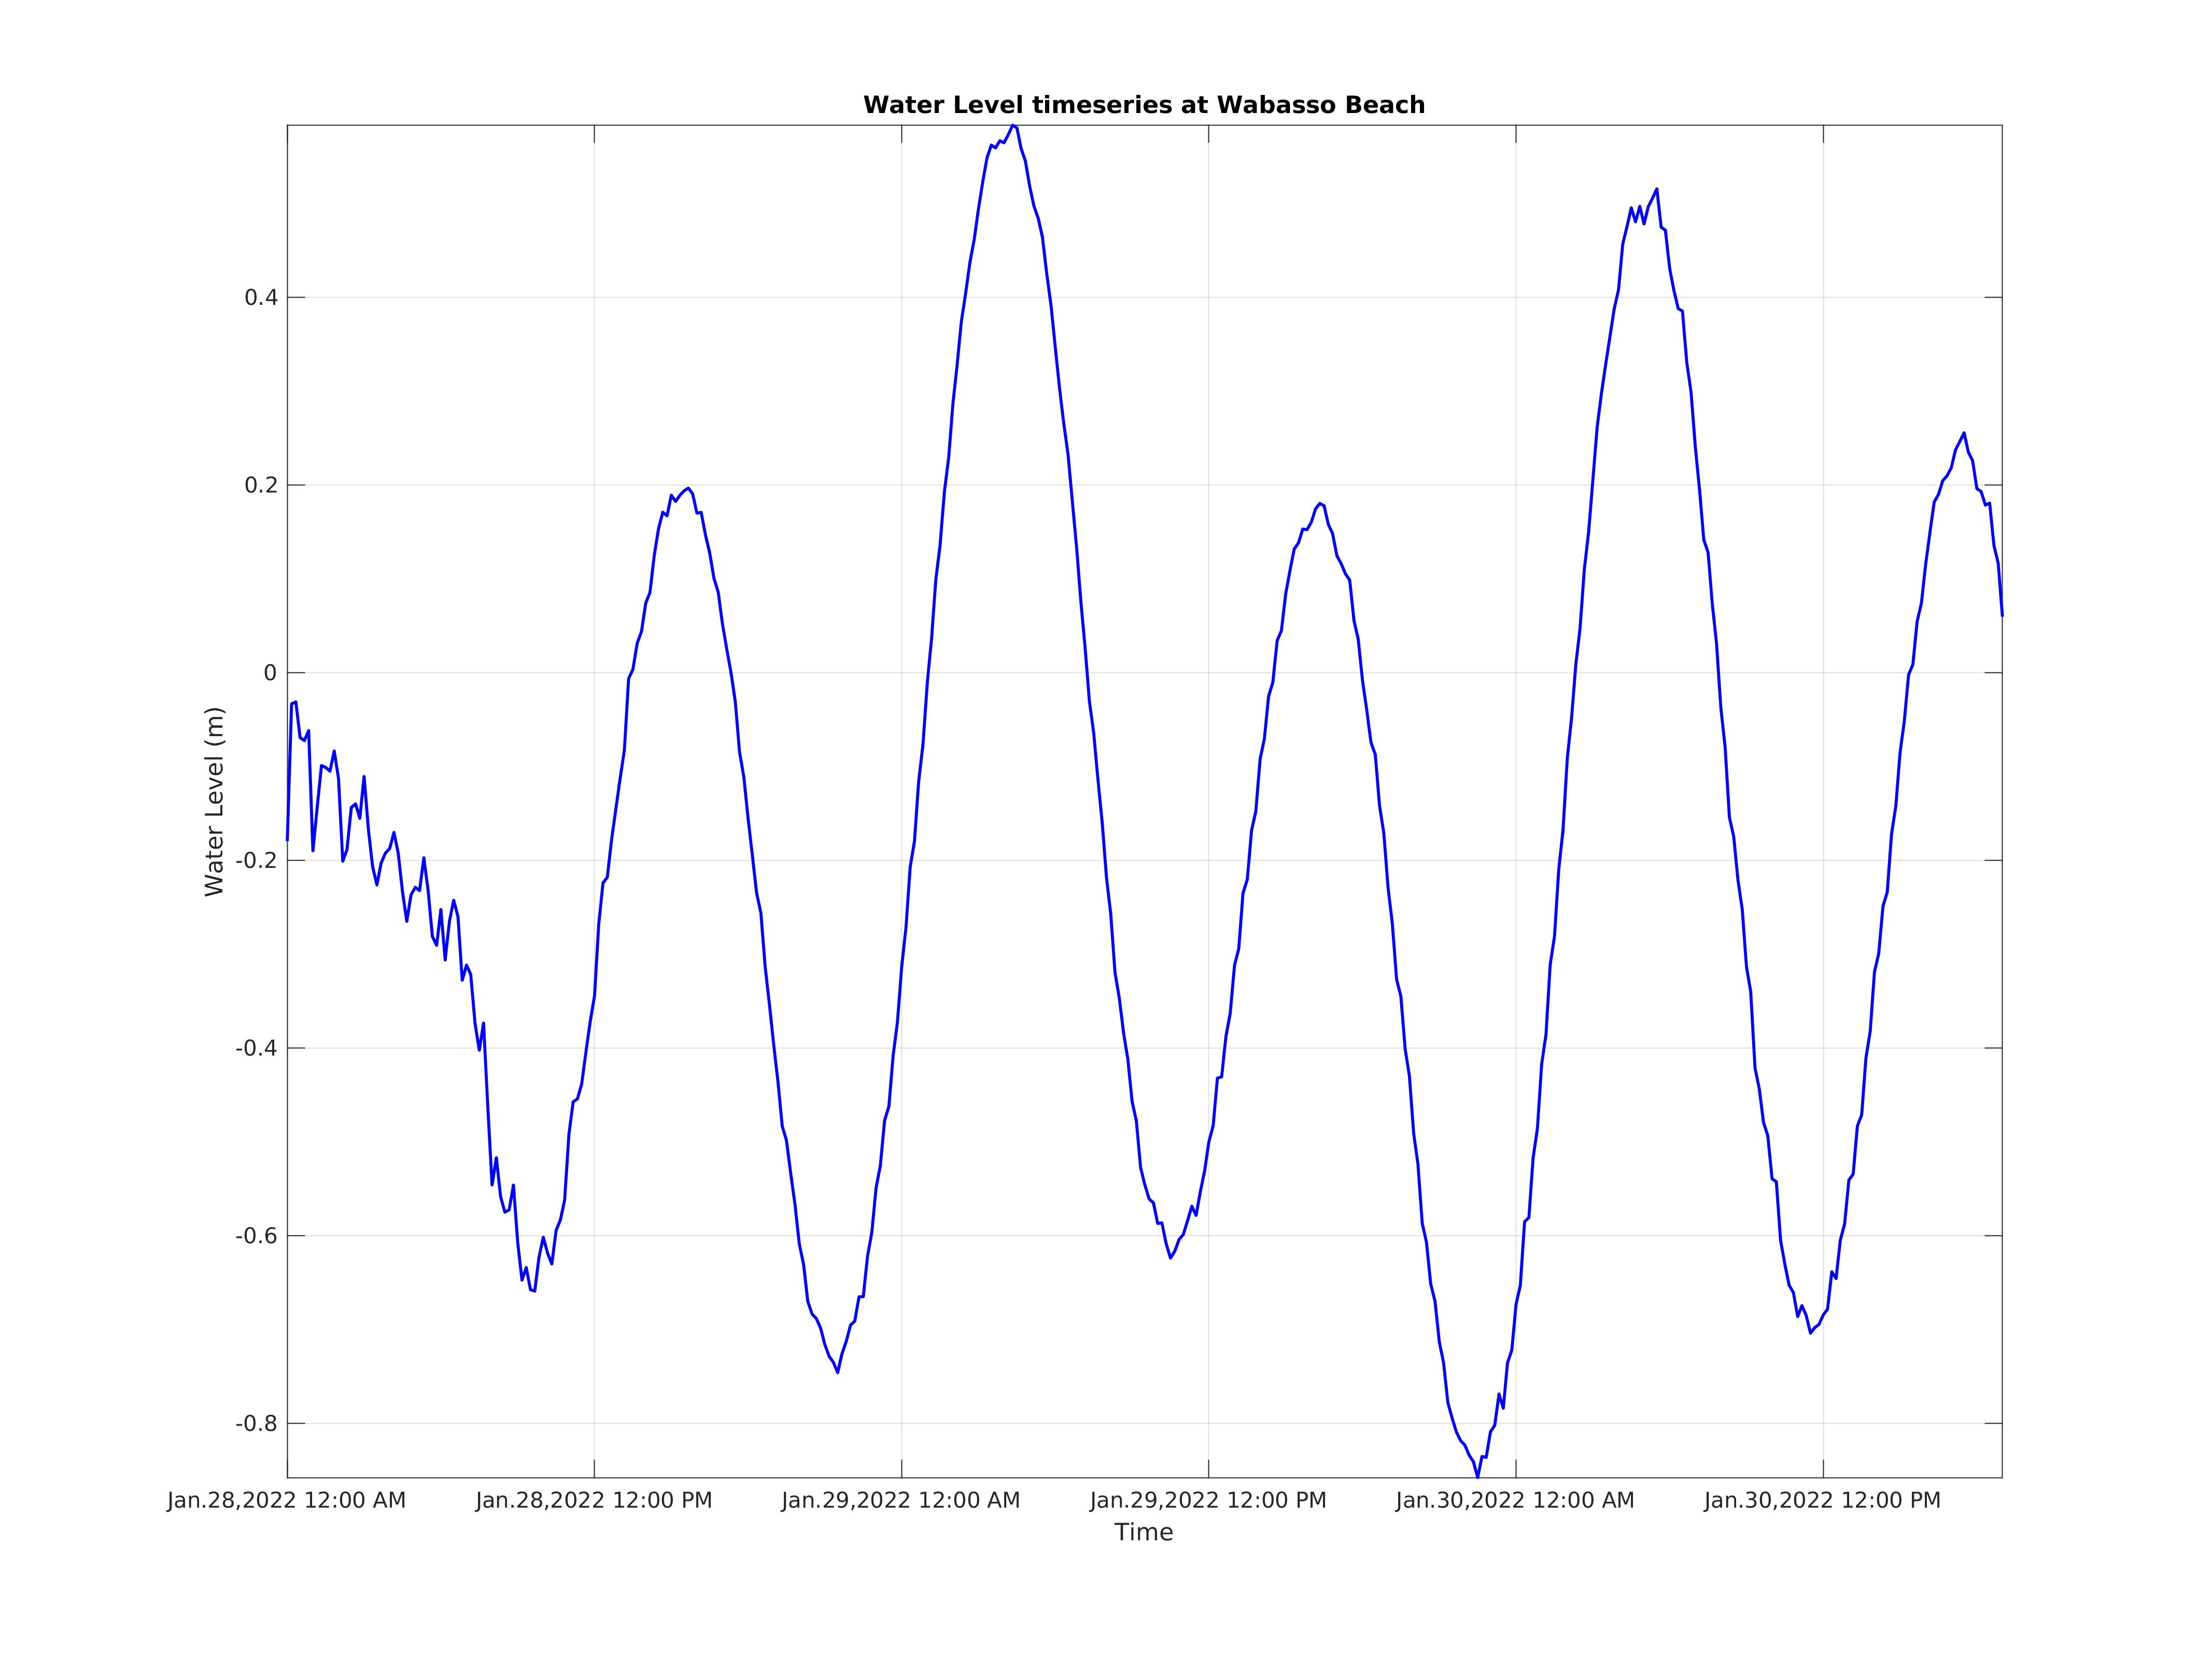 Water Level timeseries at Wabasso Beach
0.4
0.2
0
-0.2
-0.4
-0.6
-0.8
Water Level (m)
Jan.28,2022 12:00 AM
Jan.28,2022 12:00 PM
Jan.29,2022 12:00 AM
Jan.29,2022 12:00 PM
Jan.30,2022 12:00 AM
Jan.30,2022 12:00 PM
Time